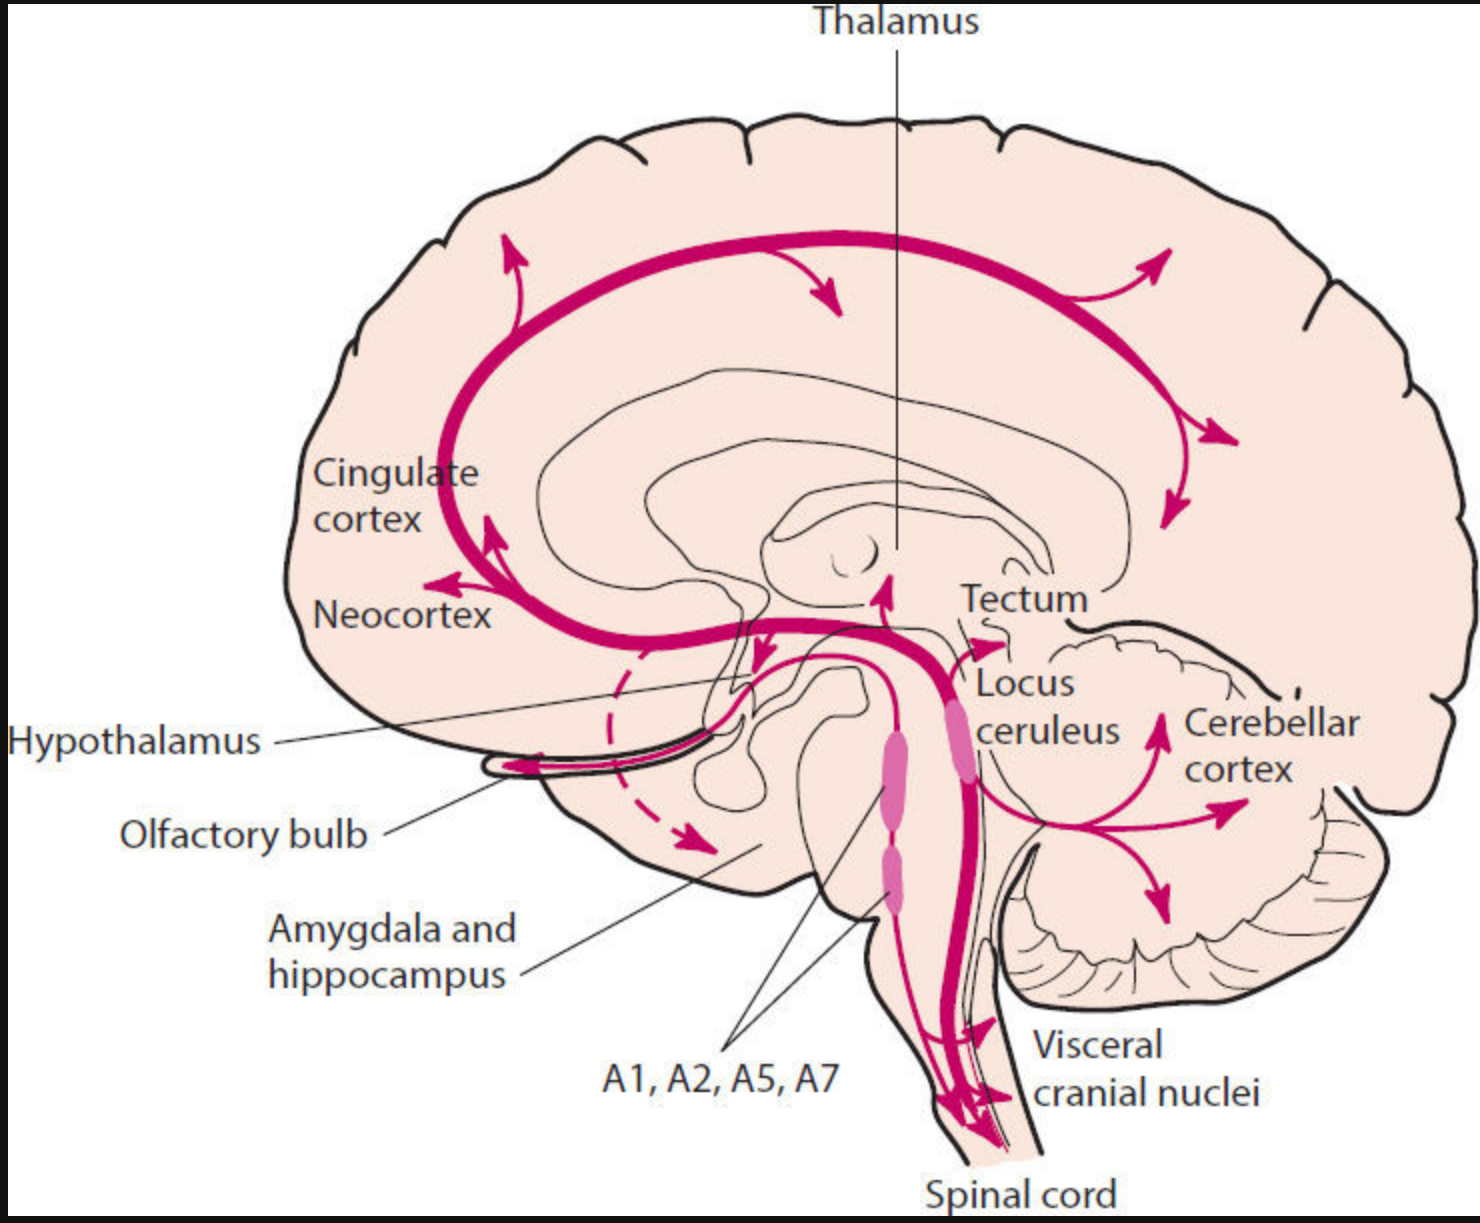 Thalamus
Cingulate
cortex
Neocortex
Tectum
Locus
ceruleus
Cerebellar
cortex
Hypothalamus
Olfactory bulb
Amygdala and
hippocampus
A1, A2, A5, A7
Visceral
cranial nuclei
Spinal cord